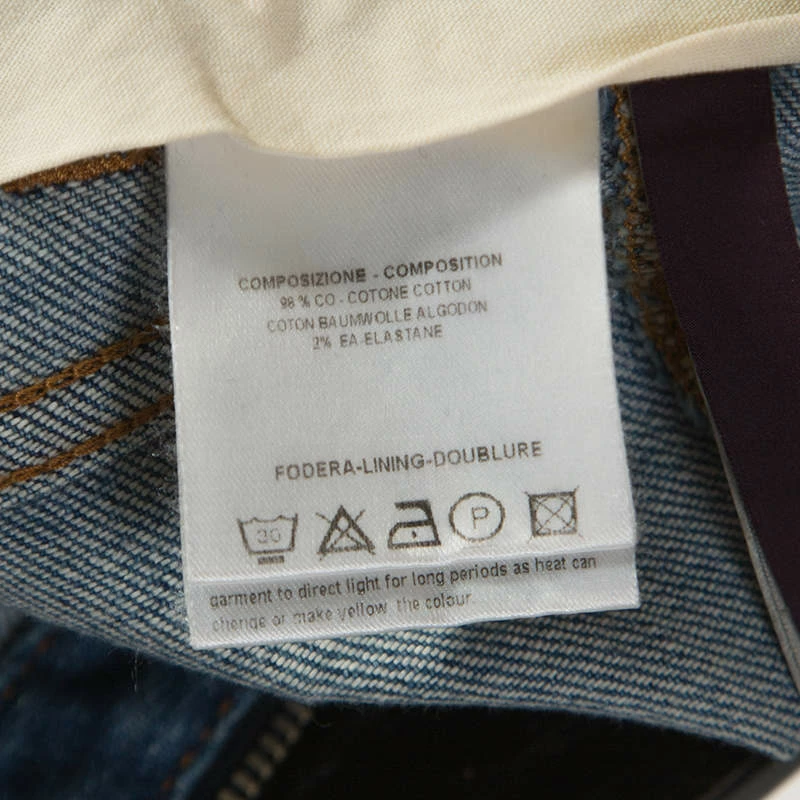 COMPOSIZIONE - COMPOSITION
98 % CO - COTONE COTTON
COTON BAUMWOLLE ALGODON
2% EA-ELASTANE
FODERA-LINING-DOUBLURE
30 P
garment to direct light for long periods as heat can
change or make yellow the colour